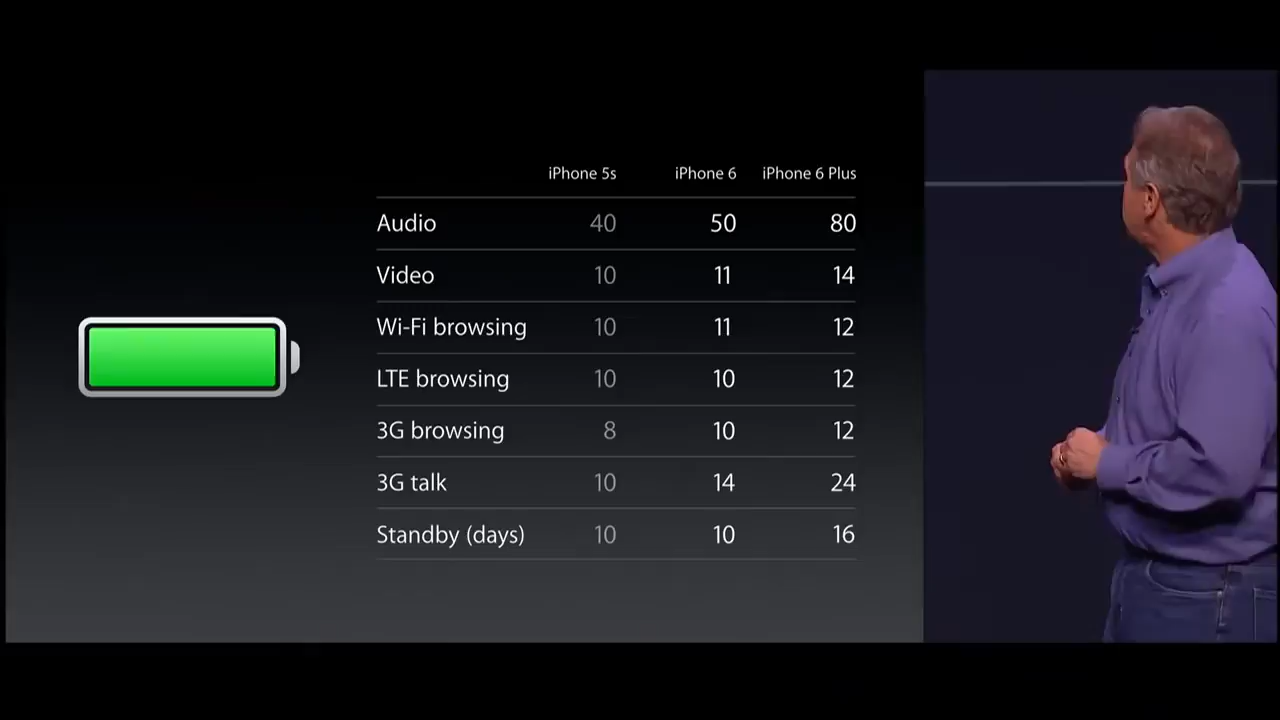 iPhone 5s iPhone 6 iPhone 6 Plus
Audio 40 50 80
Video 10 11 14
Wi-Fi browsing 10 11 12
LTE browsing 10 10 12
3G browsing 8 10 12
3G talk 10 14 24
Standby (days) 10 10 16